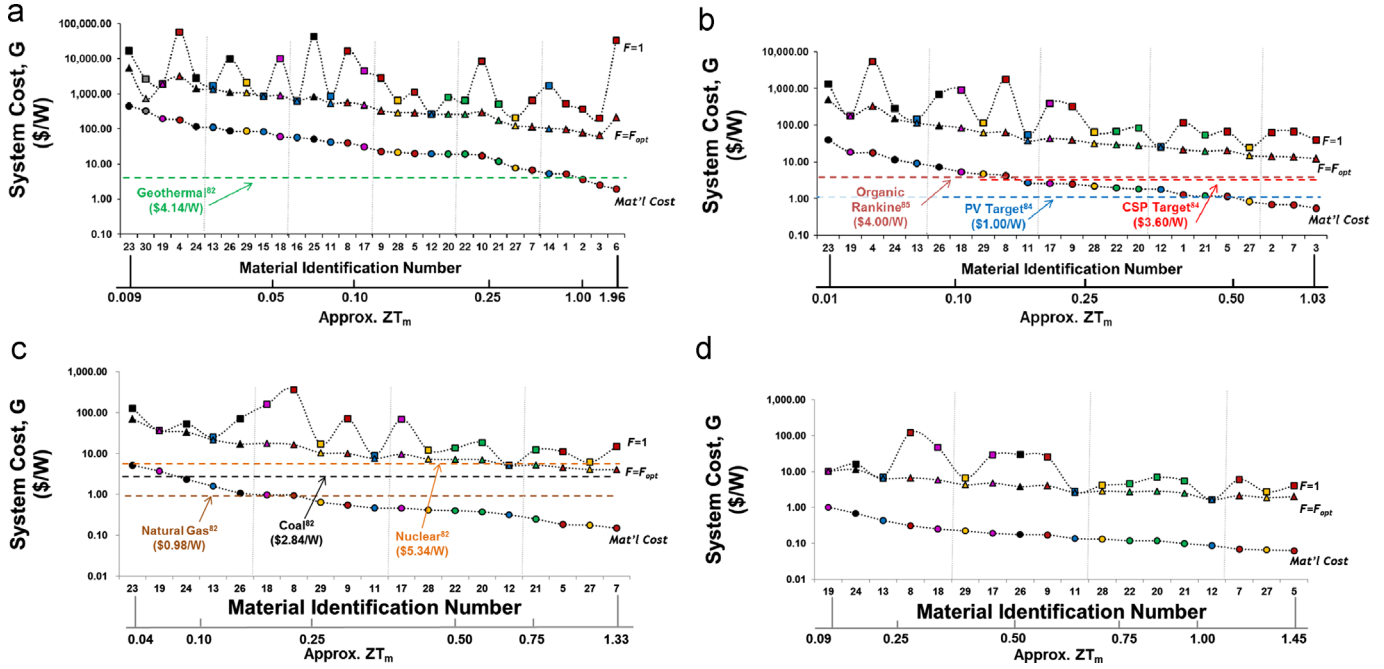 a
System Cost, G
($/W)
100,000.00
10,000.00
1,000.00
100.00
10.00
1.00
0.10
F=1
F=Fopt
Mat'l Cost
Geothermal82
($4.14/W)
23 30 19 4 24 13 26 29 15 18 16 25 11 8 17 9 28 5 12 20 22 10 21 27 7 14 1 2 3 6
Material Identification Number
0.009 0.05 0.10 0.25 1.00 1.96
Approx. ZTm
b
System Cost, G
($/W)
10,000.00
1,000.00
100.00
10.00
1.00
0.10
F=1
F=Fopt
Mat'l Cost
Organic
Rankine85
($4.00/W)
PV Target84
($1.00/W)
CSP Target84
($3.60/W)
23 19 4 24 13 26 18 29 8 11 17 9 28 22 20 12 1 21 5 27 2 7 3
Material Identification Number
0.01 0.10 0.25 0.50 1.03
Approx. ZTm
c
System Cost, G
($/W)
1,000.00
100.00
10.00
1.00
0.10
0.01
F=1
F=Fopt
Mat'l Cost
Natural Gas82
($0.98/W)
Coal82
($2.84/W)
Nuclear82
($5.34/W)
23 19 24 13 26 18 8 29 9 11 17 28 22 20 12 21 5 27 7
Material Identification Number
0.04 0.10 0.25 0.50 0.75 1.33
Approx. ZTm
d
System Cost, G
($/W)
1,000.00
100.00
10.00
1.00
0.10
0.01
F=1
F=Fopt
Mat'l Cost
19 24 13 8 18 29 17 26 9 11 28 22 20 21 12 7 27 5
Material Identification Number
0.09 0.25 0.50 0.75 1.00 1.45
Approx. ZTm